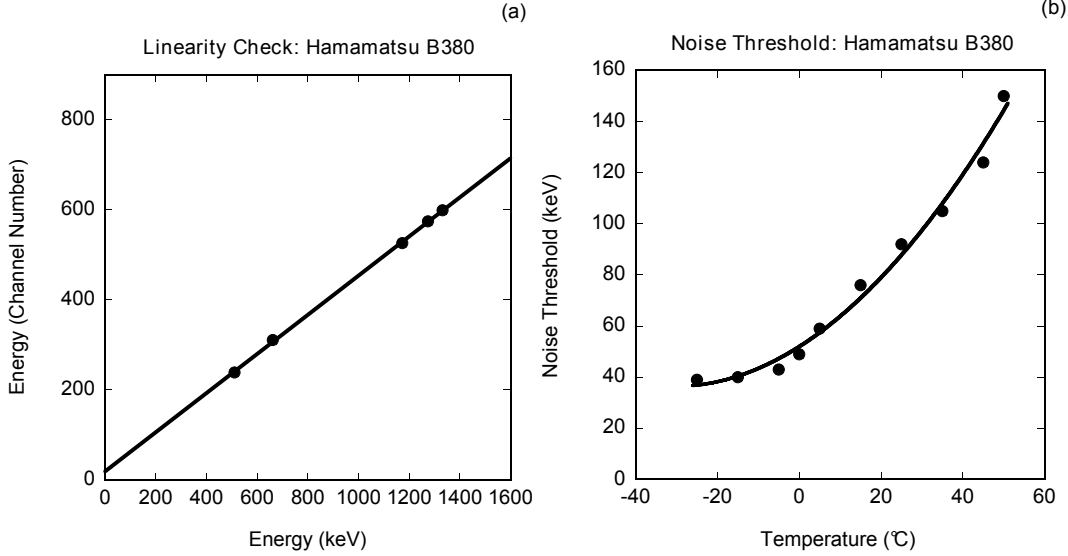 (a)
Linearity Check: Hamamatsu B380
800
600
400
200
0
0 200 400 600 800 1000 1200 1400 1600
Energy (Channel Number)
Energy (keV)
(b)
Noise Threshold: Hamamatsu B380
160
140
120
100
80
60
40
20
0
-40 -20 0 20 40 60
Noise Threshold (keV)
Temperature (°C)